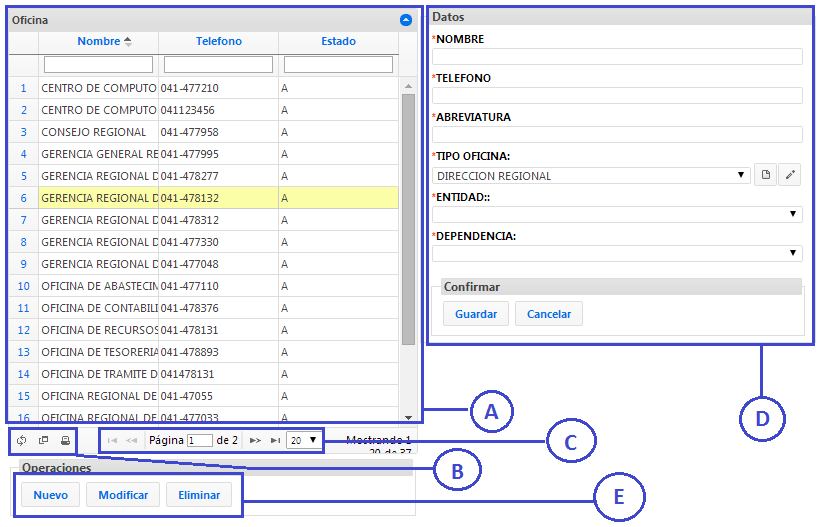 Oficina
Nombre Telefono Estado
1 CENTRO DE COMPUTO 041-477210 A
2 CENTRO DE COMPUTO 041123456 A
3 CONSEJO REGIONAL 041-477958 A
4 GERENCIA GENERAL RE 041-477995 A
5 GERENCIA REGIONAL D 041-478277 A
6 GERENCIA REGIONAL D 041-478132 A
7 GERENCIA REGIONAL D 041-478312 A
8 GERENCIA REGIONAL D 041-477330 A
9 GERENCIA REGIONAL D 041-477048 A
10 OFICINA DE ABASTECIM 041-477110 A
11 OFICINA DE CONTABILI 041-478376 A
12 OFICINA DE RECURSOS 041-478131 A
13 OFICINA DE TESORERIA 041-478893 A
14 OFICINA DE TRAMITE D 041478131 A
15 OFICINA REGIONAL DE 041-47055 A
16 OFICINA REGIONAL DE 041-477033 A
Página 1 de 2 20 Mostrando 1
20 de 37
Operaciones
Nuevo Modificar Eliminar
Datos
*NOMBRE
*TELEFONO
*ABREVIATURA
*TIPO OFICINA:
DIRECCION REGIONAL
*ENTIDAD::
*DEPENDENCIA:
Confirmar
Guardar Cancelar
A
B
C
D
E